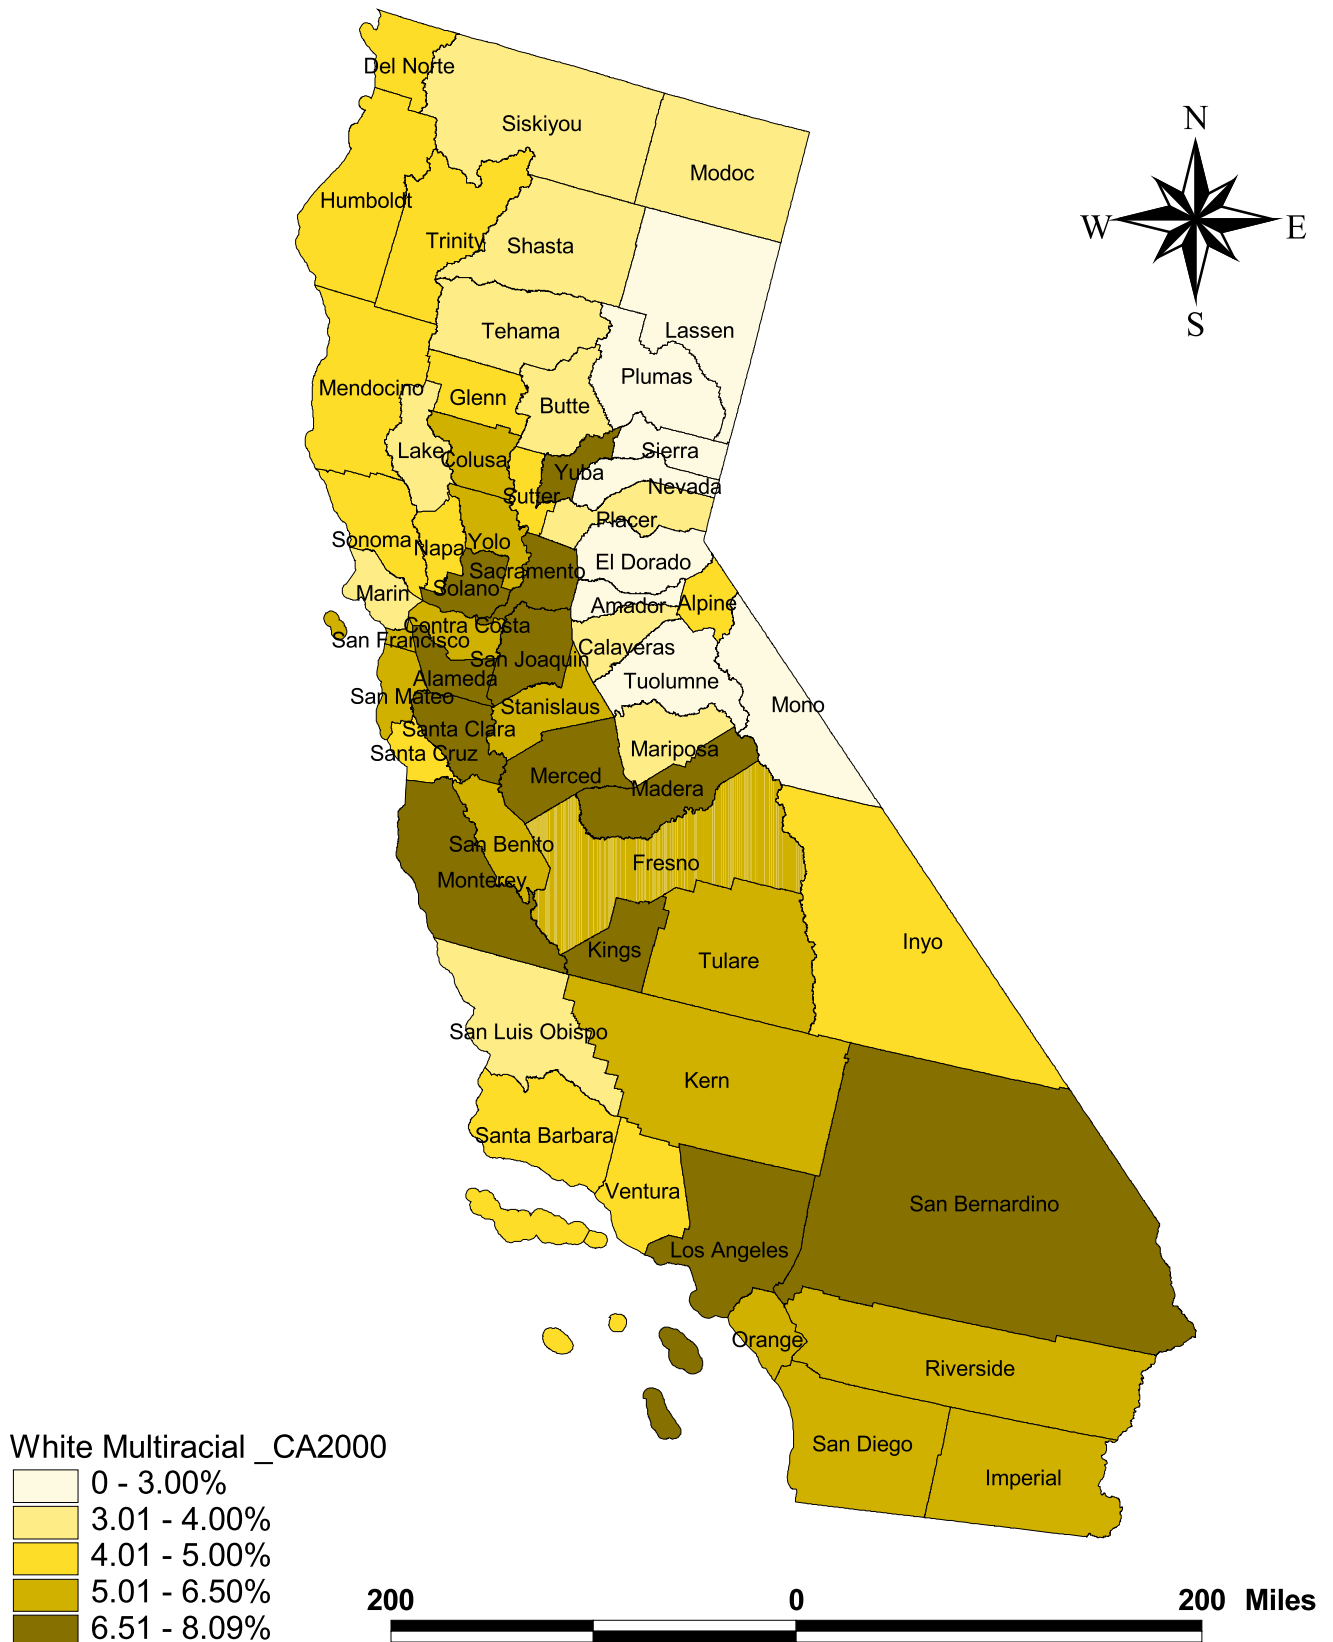 Del Norte
N
Siskiyou
Modoc
Humboldt
W
E
Trinity
Shasta
S
Tehama
Lassen
Plumas
Mendocino
Glenn
Butte
Lake
Colusa
Sierra
Yuba
Nevada
Sutter
Placer
Sonoma
Napa
Yolo
El Dorado
Sacramento
Solano
Marin
Amador
Alpine
Contra Costa
San Francisco
Calaveras
San Joaquin
Alameda
Tuolumne
San Mateo
Stanislaus
Mono
Santa Clara
Santa Cruz
Mariposa
Merced
Madera
San Benito
Fresno
Monterey
Inyo
Kings
Tulare
San Luis Obispo
Kern
Santa Barbara
Ventura
San Bernardino
Los Angeles
Orange
Riverside
San Diego
Imperial
White Multiracial _CA2000
0 - 3.00%
3.01 - 4.00%
4.01 - 5.00%
5.01 - 6.50%
6.51 - 8.09%
200 0 200 Miles